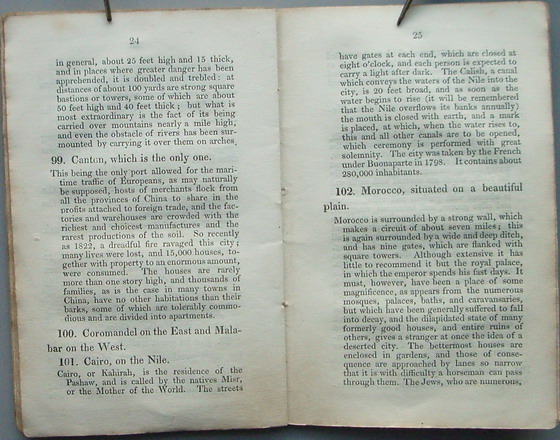 24
in general, about 25 feet high and 15 thick,
and in places where greater danger has been
apprehended, it is doubled and trebled: at
distances of about 100 yards are strong square
bastions or towers, some of which are about
50 feet high and 40 feet thick; but what is
most extraordinary is the fact of its being
carried over mountains nearly a mile high,
and even the obstacle of rivers has been sur-
mounted by carrying it over them on arches.
99. Canton, which is the only one.
This being the only port allowed for the mari-
time traffic of Europeans, as may naturally
be supposed, hosts of merchants flock from
all the provinces of China to share in the
profits attached to foreign trade, and the fac-
tories and warehouses are crowded with the
richest and choicest manufactures and the
rarest productions of the soil. So recently
as 1822, a dreadful fire ravaged this city;
many lives were lost, and 15,000 houses, to-
gether with property to an enormous amount,
were consumed. The houses are rarely
more than one story high, and thousands of
families, as is the case in many towns in
China, have no other habitations than their
barks, some of which are tolerably commo-
dious and are divided into apartments.
100. Coromandel on the East and Mala-
bar on the West.
101. Cairo, on the Nile.
Cairo, or Kahirah, is the residence of the
Pashaw, and is called by the natives Misr,
or the Mother of the World. The streets
25
have gates at each end, which are closed at
eight o'clock, and each person is expected to
carry a light after dark. The Calish, a canal
which conveys the waters of the Nile into the
city, is 20 feet broad, and as soon as the
water begins to rise (it will be remembered
that the Nile overflows its banks annually)
the mouth is closed with earth, and a mark
is placed, at which, when the water rises to,
this and all other canals are to be opened,
which ceremony is performed with great
solemnity. The city was taken by the French
under Buonaparte in 1798. It contains about
280,000 inhabitants.
102. Morocco, situated on a beautiful
plain.
Morocco is surrounded by a strong wall, which
makes a circuit of about seven miles; this
is again surrounded by a wide and deep ditch,
and has nine gates, which are flanked with
square towers. Although extensive it has
little to recommend it but the royal palace,
in which the emperor spends his fast days. It
must, however, have been a place of some
magnificence, as appears from the numerous
mosques, palaces, baths, and caravansaries,
but which have been generally suffered to fall
into decay, and the dilapidated state of many
formerly good houses, and entire ruins of
others, gives a stranger at once the idea of a
deserted city. The bettermost houses are
enclosed in gardens, and those of conse-
quence are approached by lanes so narrow
that it is with difficulty a horseman can pass
through them. The Jews, who are numerous,